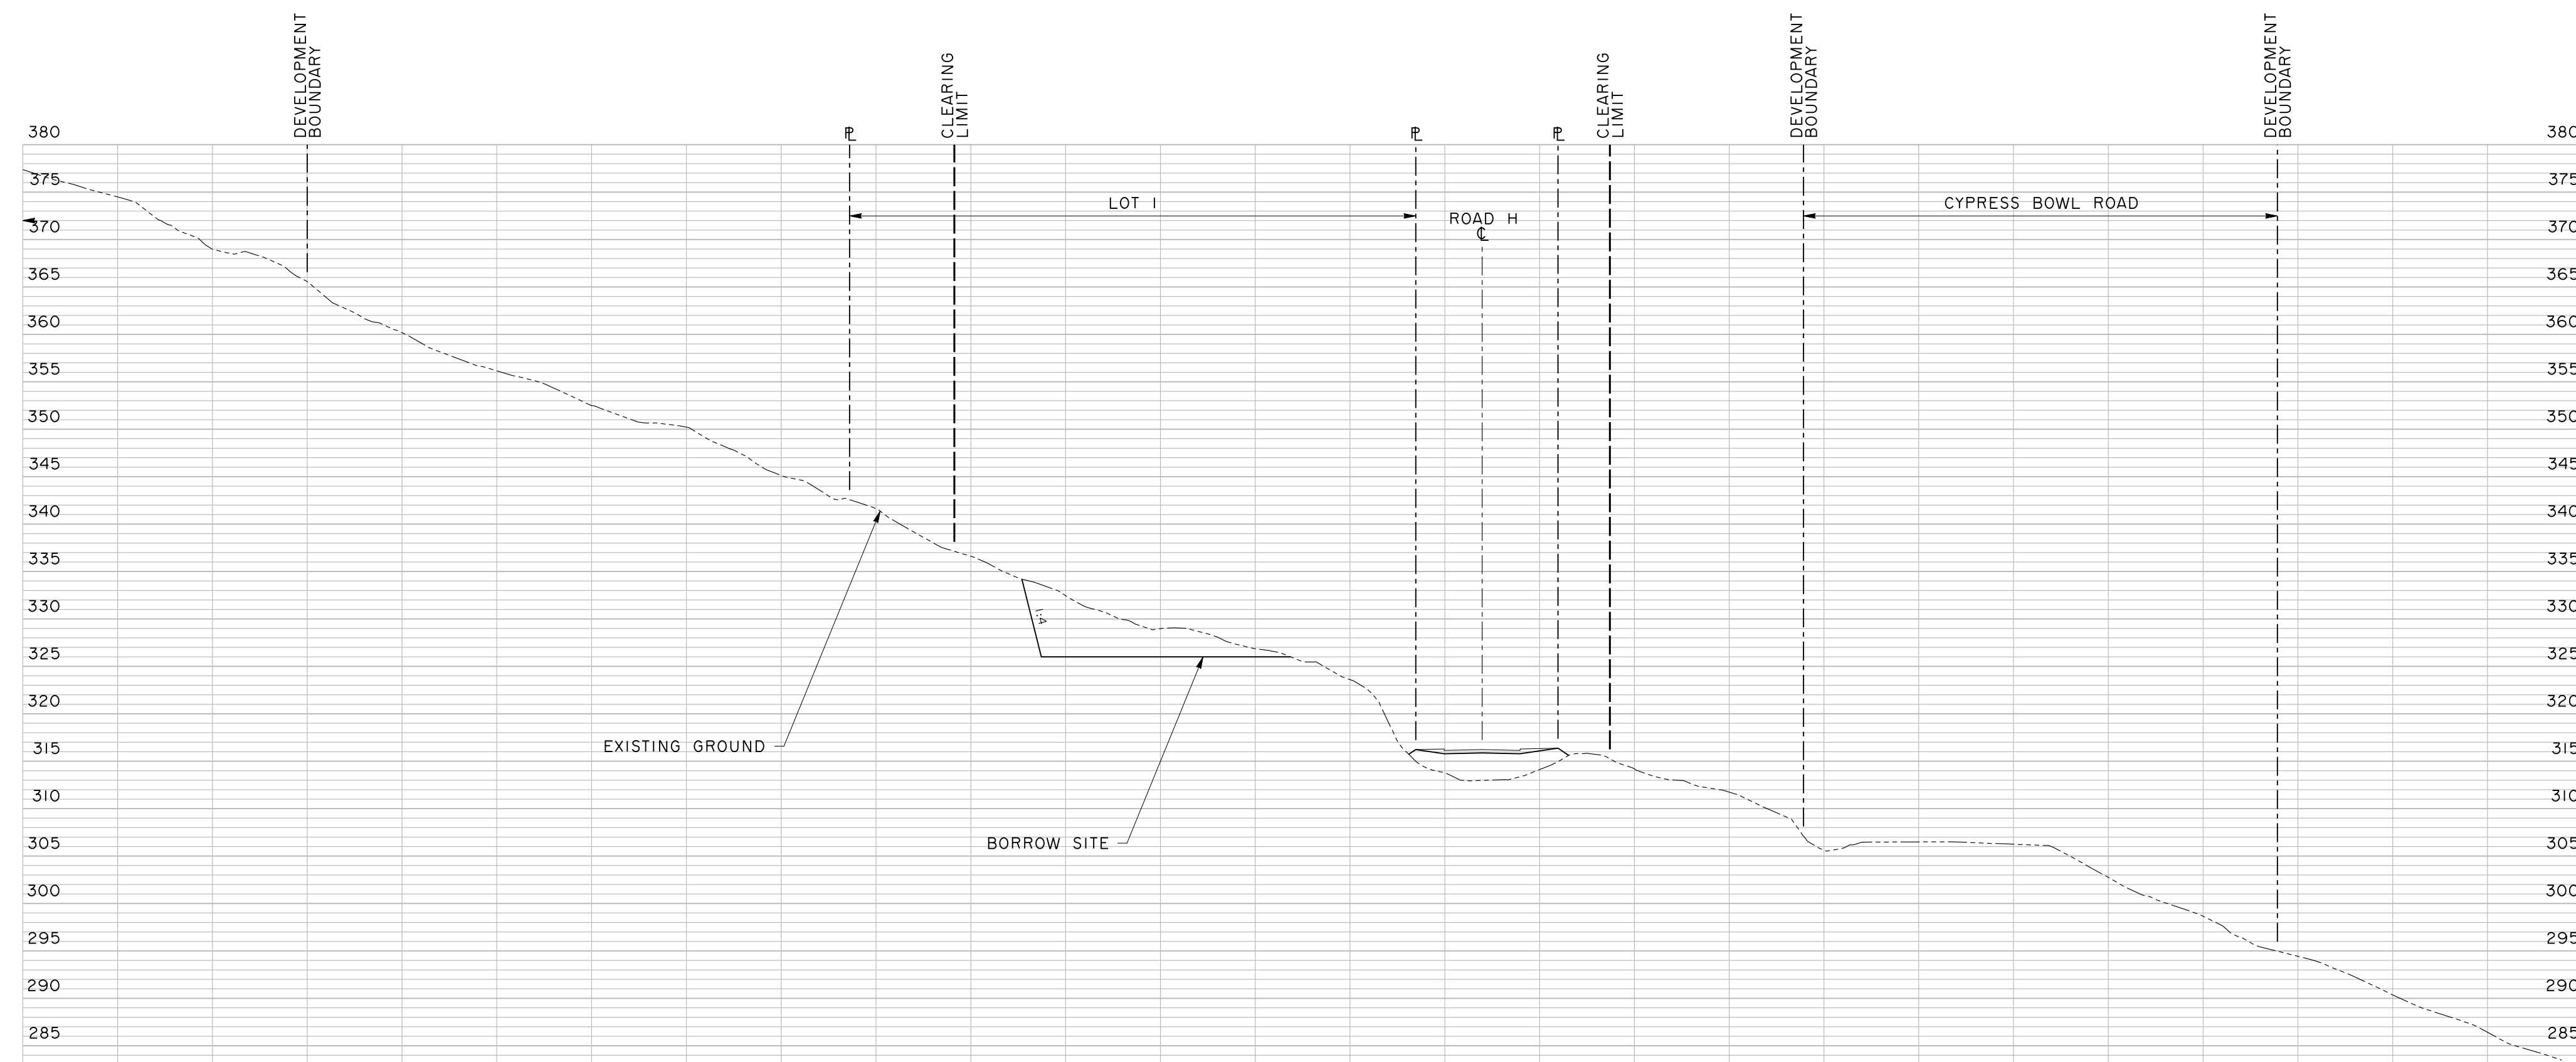 DEVELOPMENT
BOUNDARY
CLEARING
LIMIT
CLEARING
LIMIT
DEVELOPMENT
BOUNDARY
DEVELOPMENT
BOUNDARY
380 PL PL PL 380
375 375
LOT 1 CYPRESS BOWL ROAD
370 ROAD H 370
CL
365 365
360 360
355 355
350 350
345 345
340 340
335 335
330 330
1:4
325 325
320 320
315 EXISTING GROUND 315
310 310
305 BORROW SITE 305
300 300
295 295
290 290
285 285